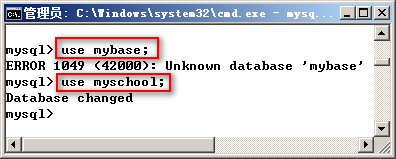 管理员: C:\Windows\system32\cmd.exe - mysq...
mysql> use mybase;
ERROR 1049 (42000): Unknown database 'mybase'
mysql> use myschool;
Database changed
mysql>